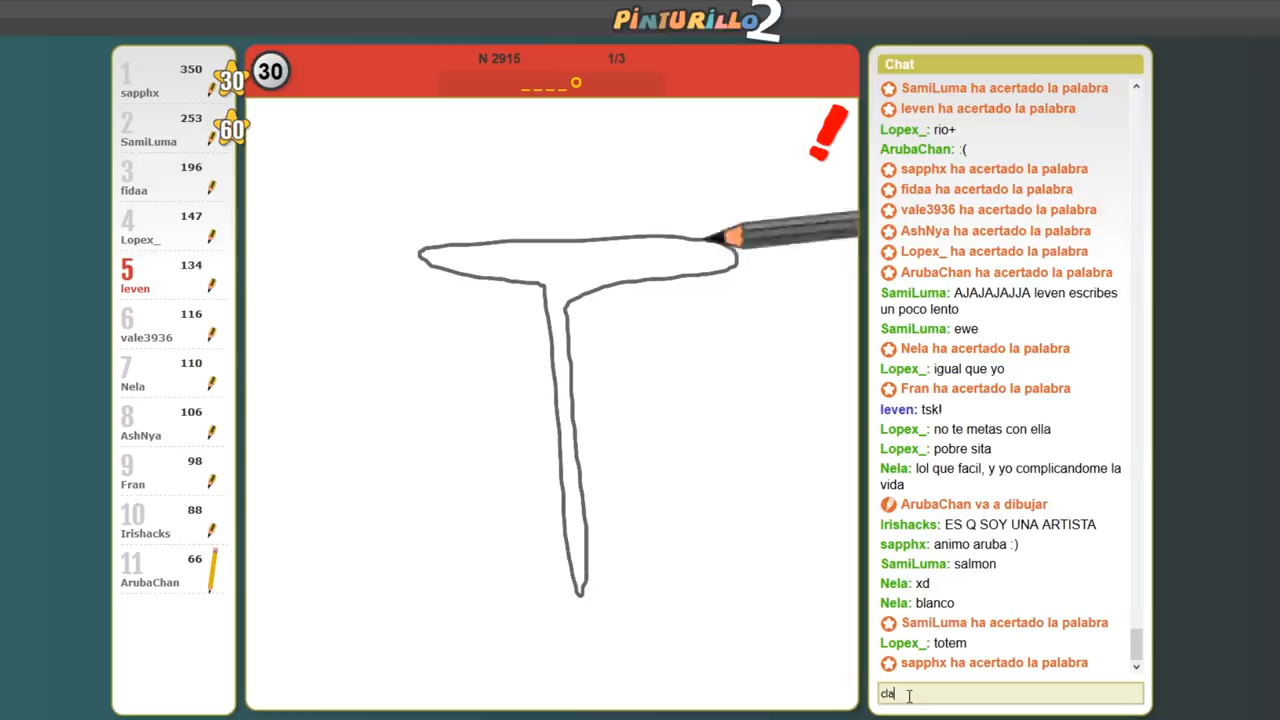 PINTURILLO 2
1 350 30
sapphx
2 253 60
SamiLuma
3 196
fidaa
4 147
Lopex_
5 134
leven
6 116
vale3936
7 110
Nela
8 106
AshNya
9 98
Fran
10 88
Irishacks
11 66
ArubaChan
30 N 2915 1/3
_ _ _ _ o
!
Chat
SamiLuma ha acertado la palabra
leven ha acertado la palabra
Lopex_: rio+
ArubaChan: :(
sapphx ha acertado la palabra
fidaa ha acertado la palabra
vale3936 ha acertado la palabra
AshNya ha acertado la palabra
Lopex_ ha acertado la palabra
ArubaChan ha acertado la palabra
SamiLuma: AJAJAJAJJA leven escribes
un poco lento
SamiLuma: ewe
Nela ha acertado la palabra
Lopex_: igual que yo
Fran ha acertado la palabra
leven: tsk!
Lopex_: no te metas con ella
Lopex_: pobre sita
Nela: lol que facil, y yo complicandome la
vida
ArubaChan va a dibujar
Irishacks: ES Q SOY UNA ARTISTA
sapphx: animo aruba :)
SamiLuma: salmon
Nela: xd
Nela: blanco
SamiLuma ha acertado la palabra
Lopex_: totem
sapphx ha acertado la palabra
cla